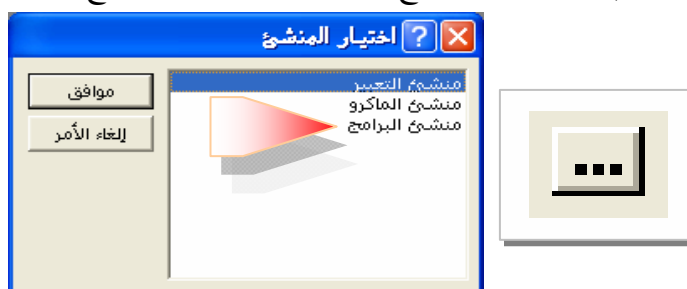 اختيار المنشئ
منشئ التعبير
منشئ الماكرو
منشئ البرامج
موافق
إلغاء الأمر
...